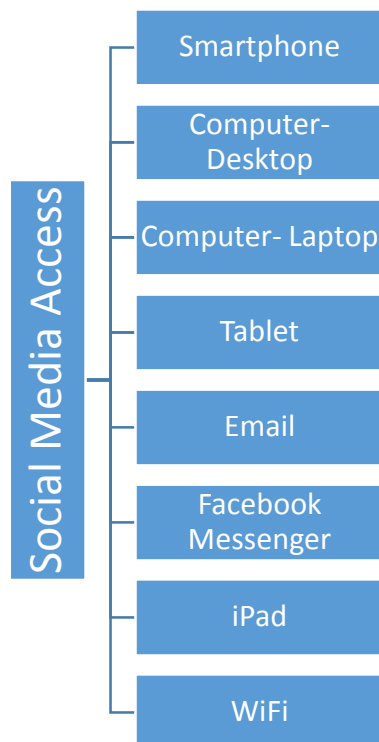 Social Media Access
Smartphone
Computer-
Desktop
Computer- Laptop
Tablet
Email
Facebook
Messenger
iPad
WiFi